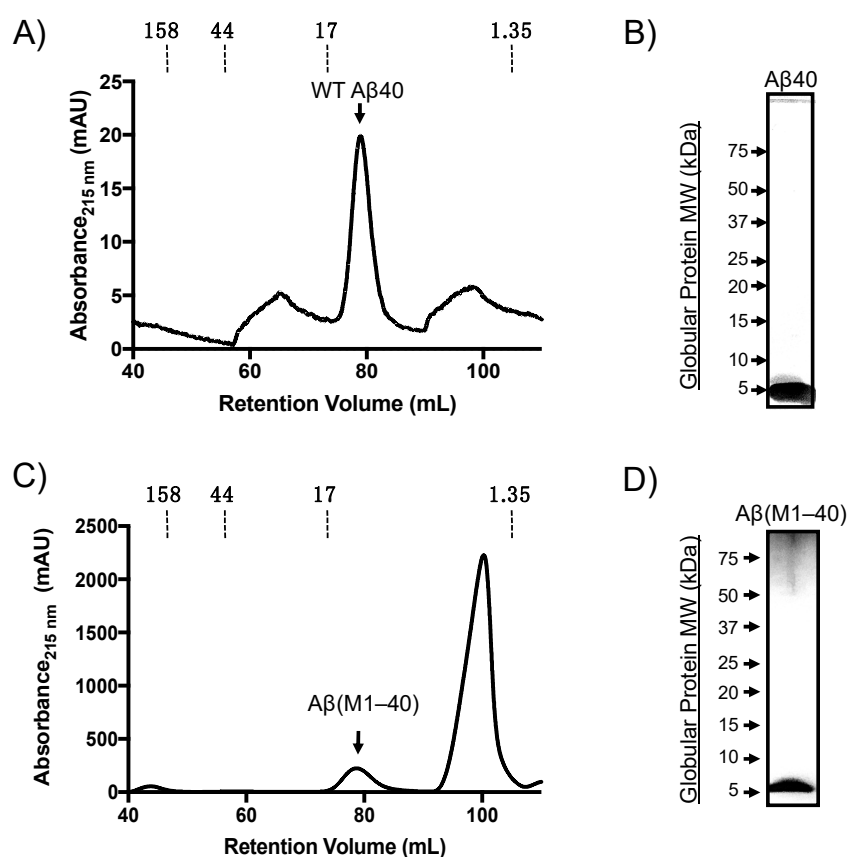 A)
158 44 17 1.35
WT Aβ40
Absorbance215 nm (mAU)
25
20
15
10
5
0
40 60 80 100
Retention Volume (mL)
B)
Aβ40
Globular Protein MW (kDa)
75
50
37
25
20
15
10
5
C)
158 44 17 1.35
Aβ(M1–40)
Absorbance215 nm (mAU)
2500
2000
1500
1000
500
0
40 60 80 100
Retention Volume (mL)
D)
Aβ(M1–40)
Globular Protein MW (kDa)
75
50
37
25
20
15
10
5